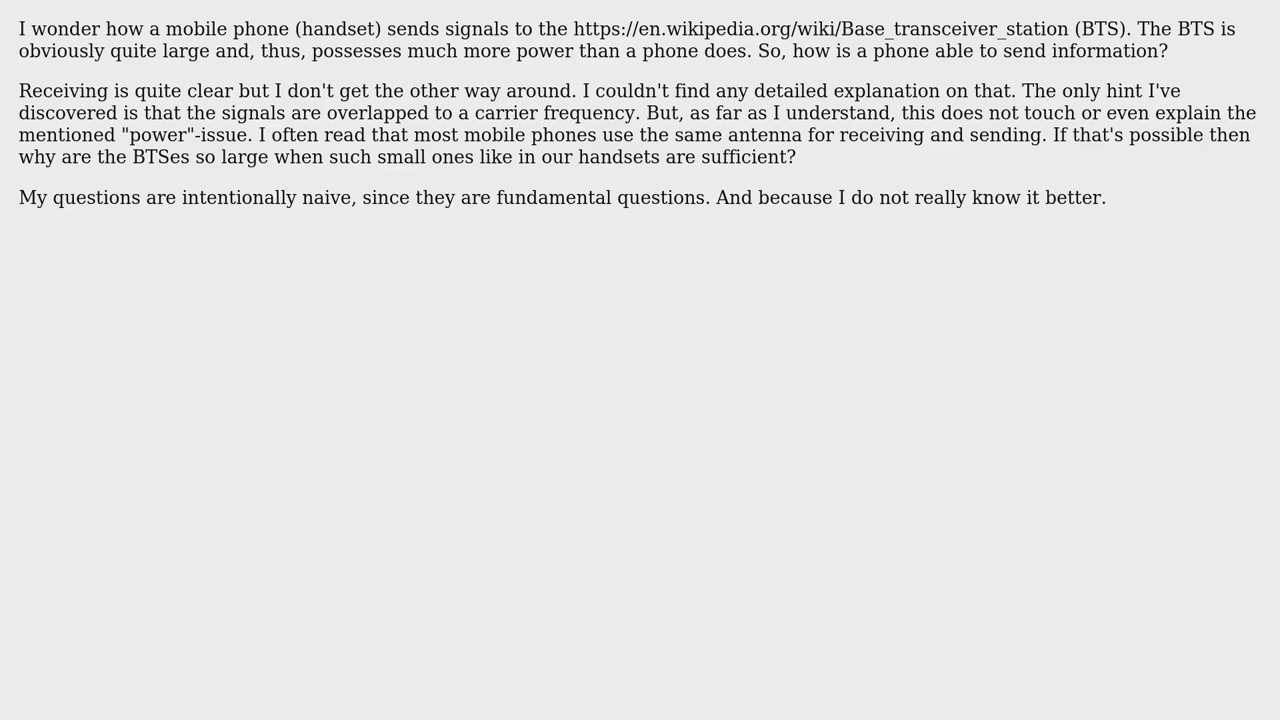 I wonder how a mobile phone (handset) sends signals to the https://en.wikipedia.org/wiki/Base_transceiver_station (BTS). The BTS is
obviously quite large and, thus, possesses much more power than a phone does. So, how is a phone able to send information?
Receiving is quite clear but I don't get the other way around. I couldn't find any detailed explanation on that. The only hint I've
discovered is that the signals are overlapped to a carrier frequency. But, as far as I understand, this does not touch or even explain the
mentioned "power"-issue. I often read that most mobile phones use the same antenna for receiving and sending. If that's possible then
why are the BTSes so large when such small ones like in our handsets are sufficient?
My questions are intentionally naive, since they are fundamental questions. And because I do not really know it better.